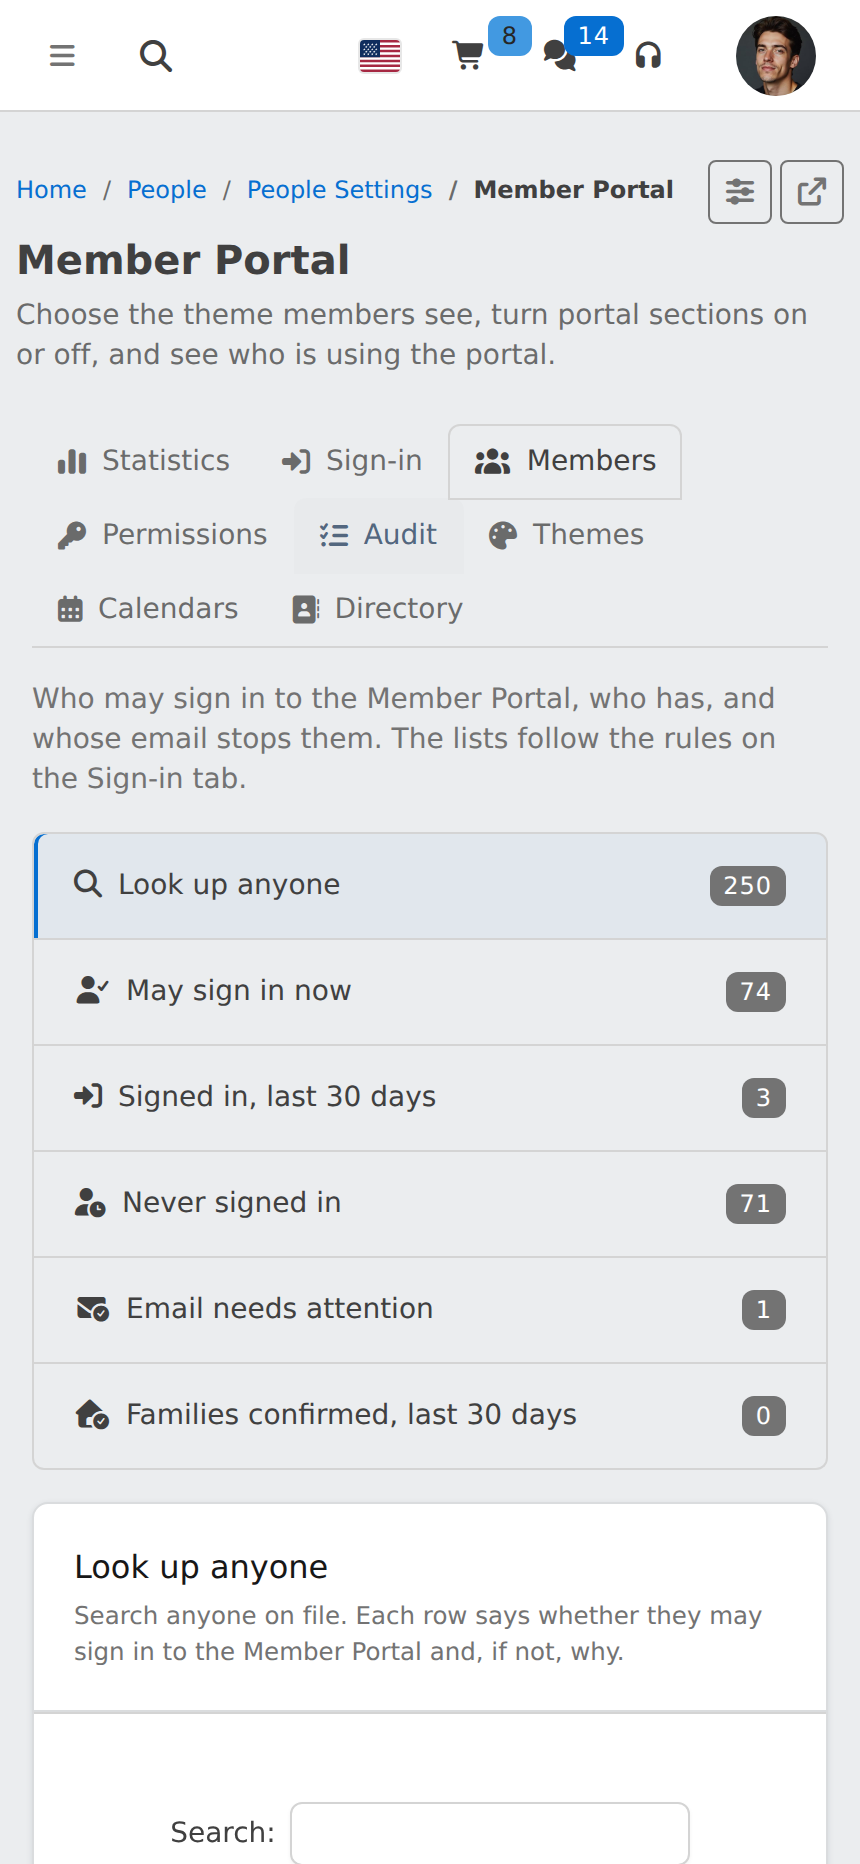 8
14
Home / People / People Settings / Member Portal
Member Portal
Choose the theme members see, turn portal sections on
or off, and see who is using the portal.
Statistics
Sign-in
Members
Permissions
Audit
Themes
Calendars
Directory
Who may sign in to the Member Portal, who has, and
whose email stops them. The lists follow the rules on
the Sign-in tab.
Look up anyone 250
May sign in now 74
Signed in, last 30 days 3
Never signed in 71
Email needs attention 1
Families confirmed, last 30 days 0
Look up anyone
Search anyone on file. Each row says whether they may
sign in to the Member Portal and, if not, why.
Search: